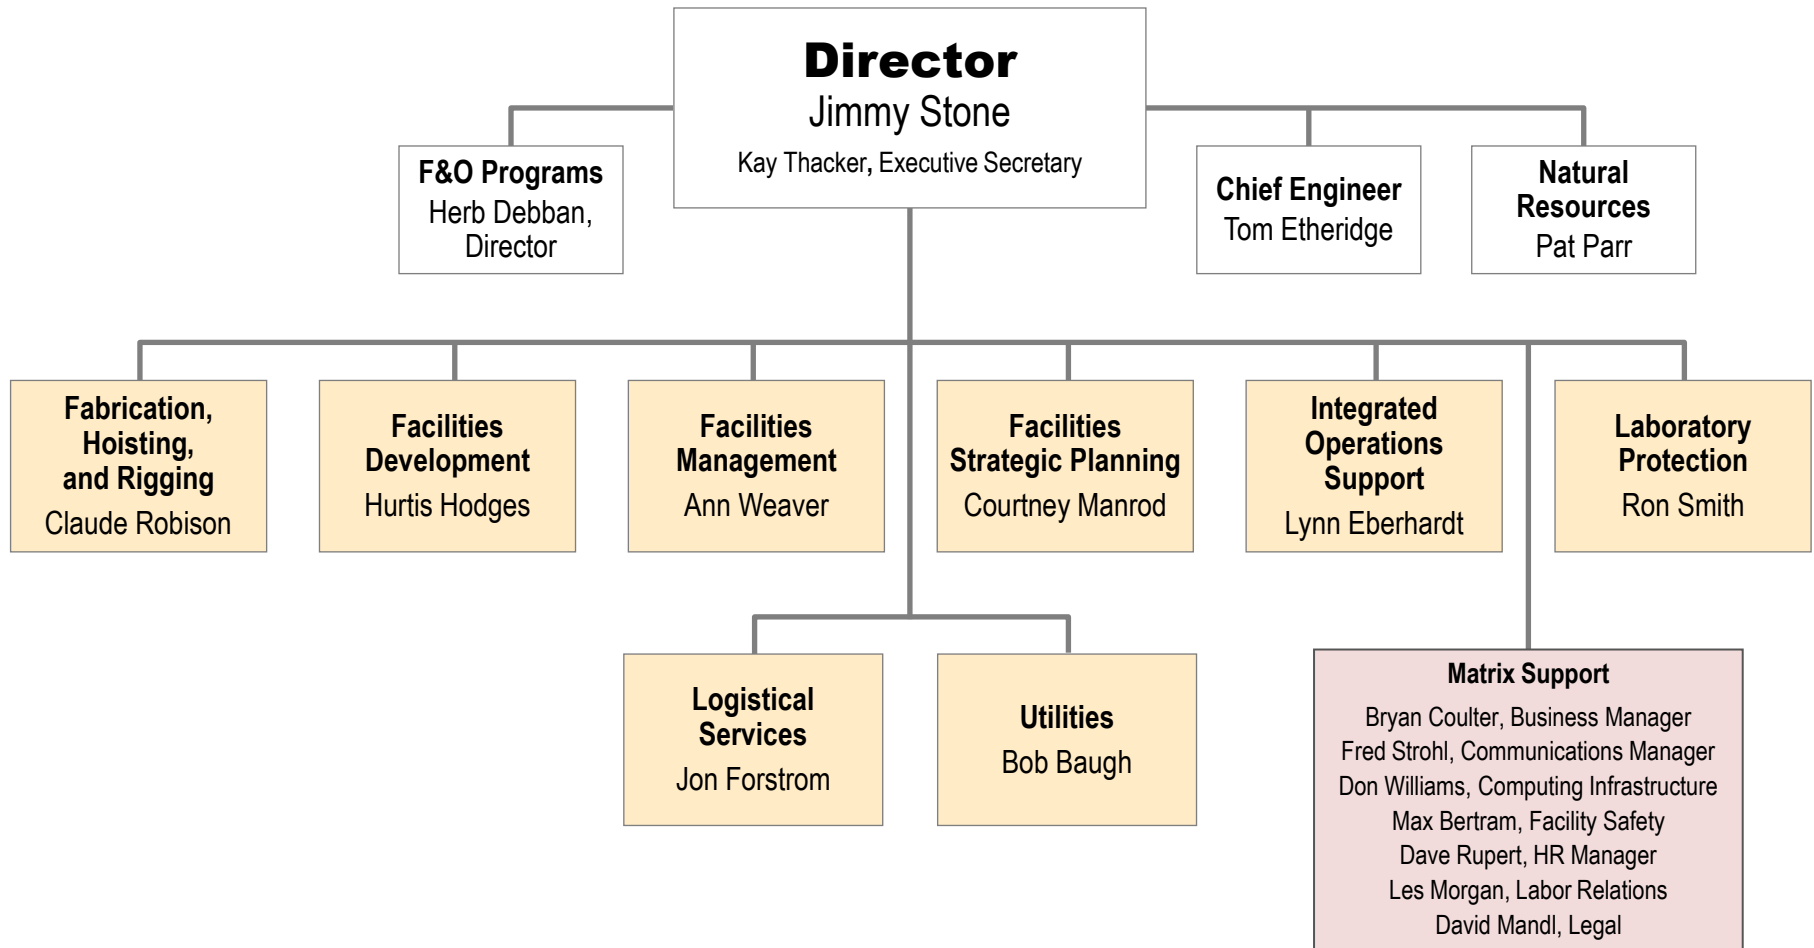 Director
Jimmy Stone
Kay Thacker, Executive Secretary
F&O Programs
Herb Debban,
Director
Chief Engineer
Tom Etheridge
Natural
Resources
Pat Parr
Fabrication,
Hoisting,
and Rigging
Claude Robison
Facilities
Development
Hurtis Hodges
Facilities
Management
Ann Weaver
Facilities
Strategic Planning
Courtney Manrod
Integrated
Operations
Support
Lynn Eberhardt
Laboratory
Protection
Ron Smith
Logistical
Services
Jon Forstrom
Utilities
Bob Baugh
Matrix Support
Bryan Coulter, Business Manager
Fred Strohl, Communications Manager
Don Williams, Computing Infrastructure
Max Bertram, Facility Safety
Dave Rupert, HR Manager
Les Morgan, Labor Relations
David Mandl, Legal